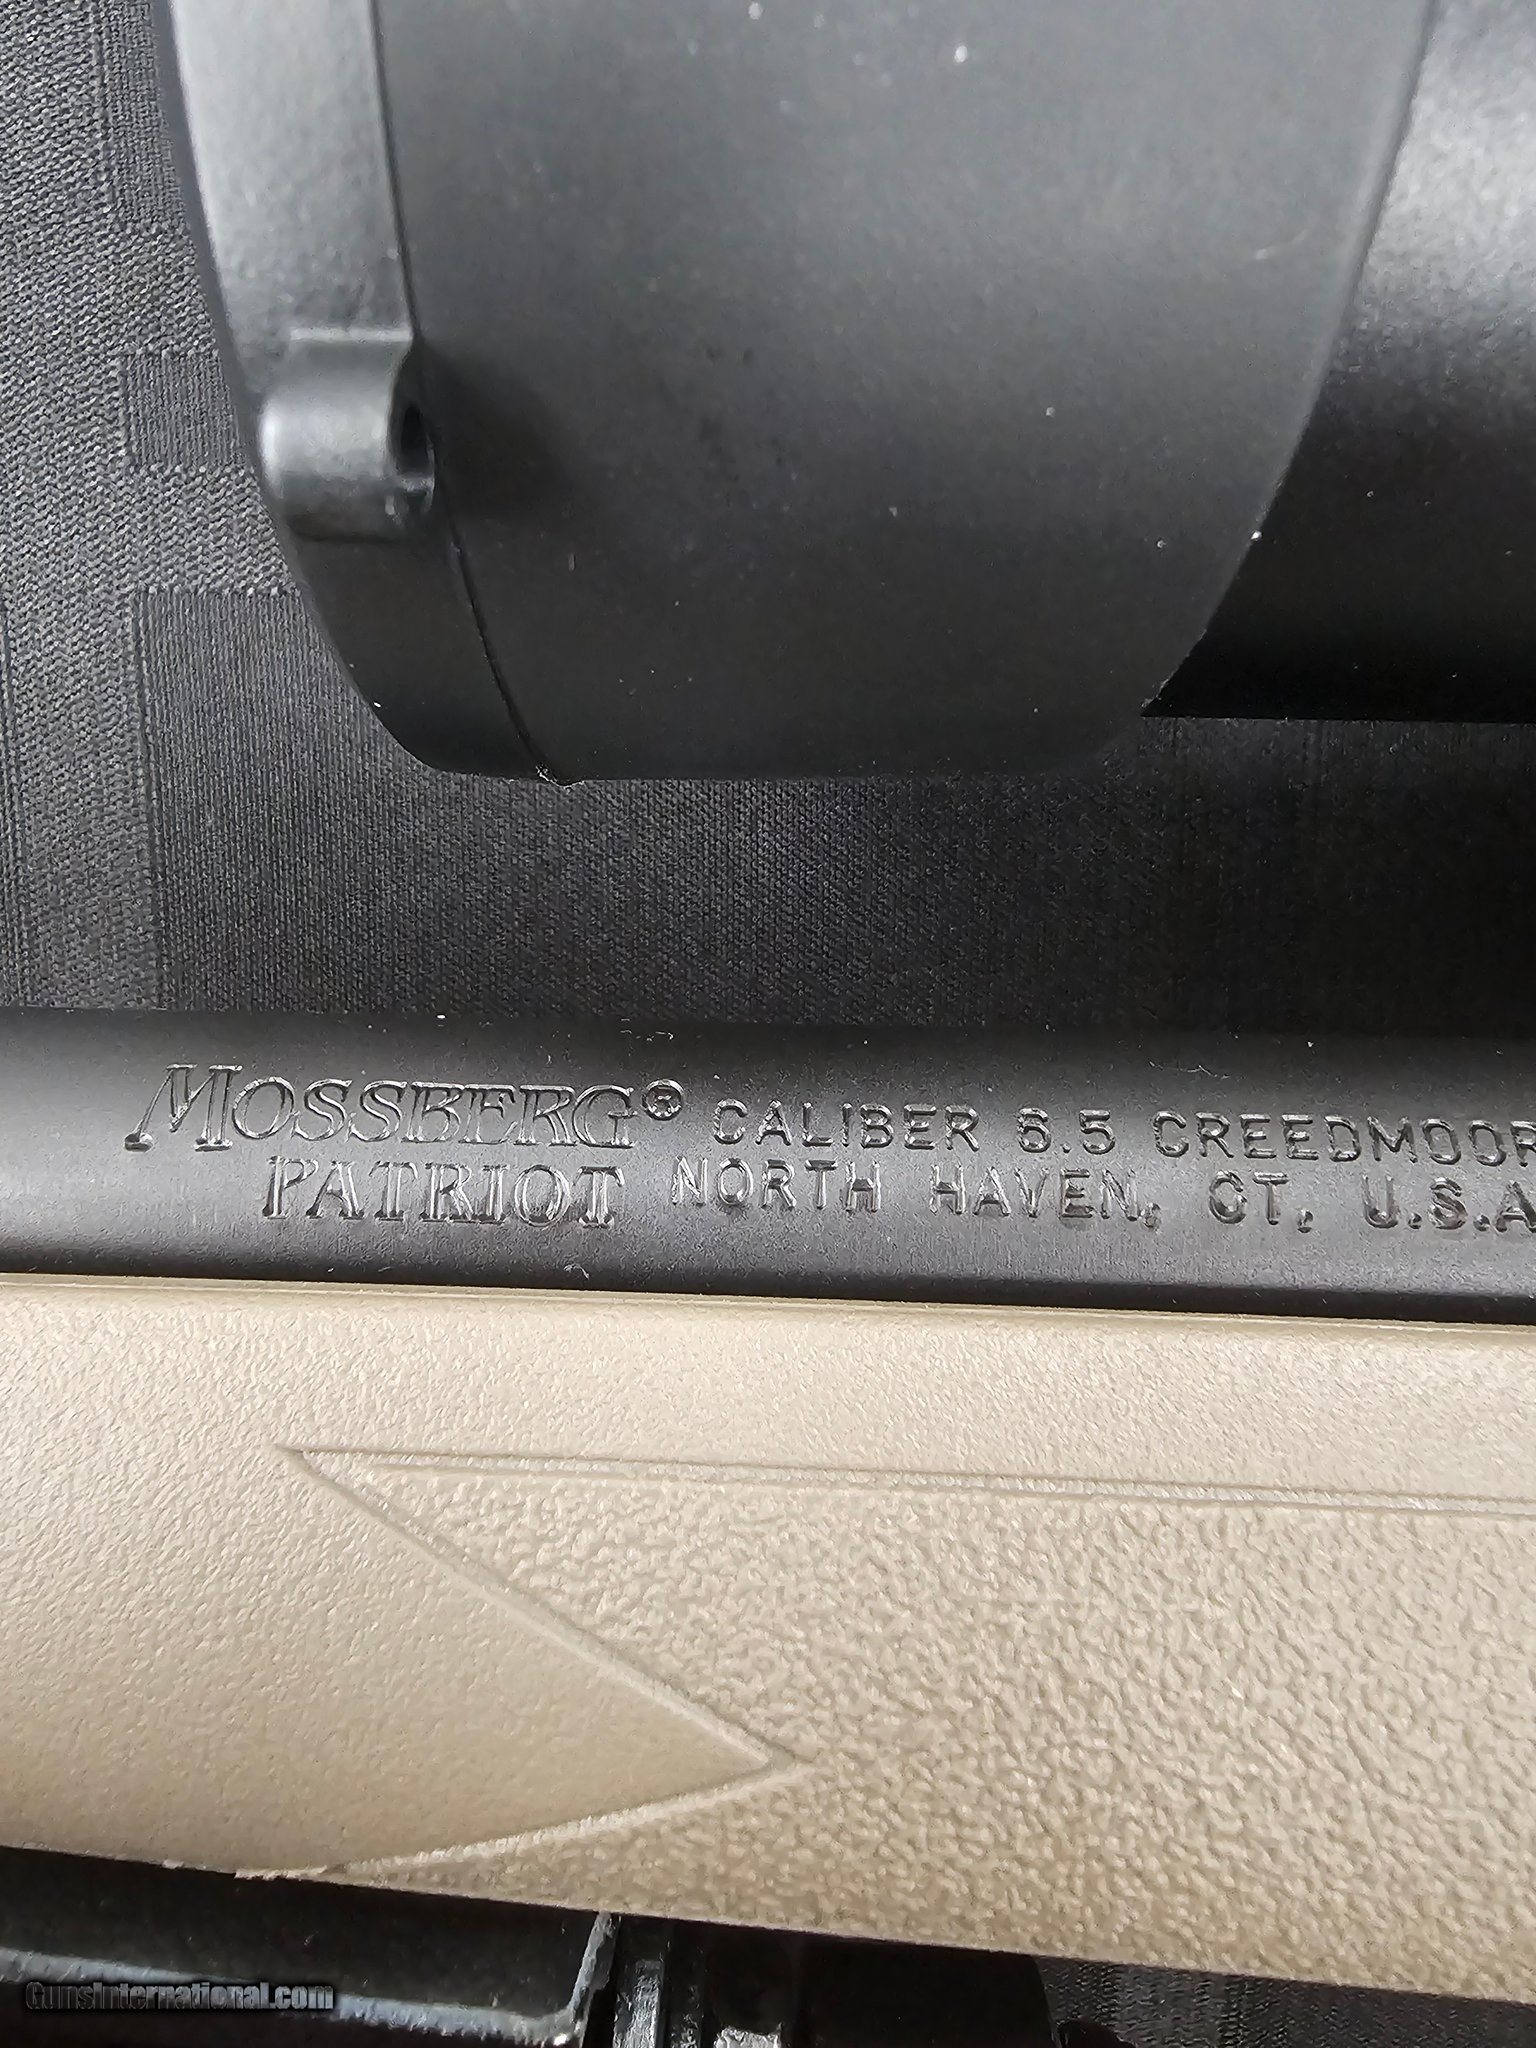 MOSSBERG® CALIBER 6.5 CREEDMOOR
PATRIOT NORTH HAVEN, CT. U.S.A
GunsInternational.com